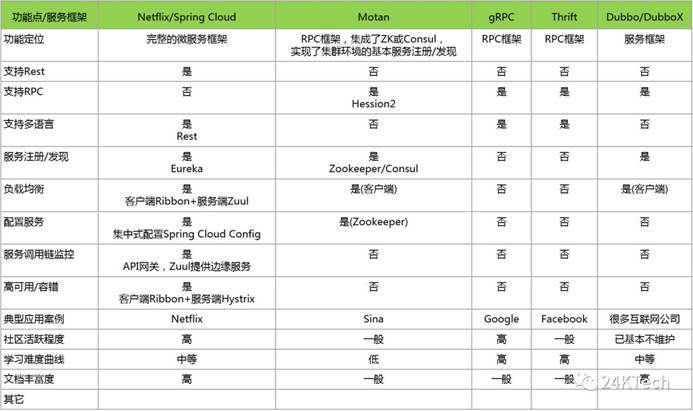 功能点/服务框架 Netflix/Spring Cloud Motan gRPC Thrift Dubbo/DubboX
功能定位 完整的微服务框架 RPC框架，集成了ZK或Consul， RPC框架 RPC框架 服务框架
实现了集群环境的基本服务注册/发现
支持Rest 是 否 否 否 否
支持RPC 否 是 是 是 是
Hession2
支持多语言 是 否 是 是 否
Rest
服务注册/发现 是 是 否 否 是
Eureka Zookeeper/Consul
负载均衡 是 是(客户端) 否 否 是(客户端)
客户端Ribbon+服务端Zuul
配置服务 是 是(Zookeeper) 否 否 否
集中式配置Spring Cloud Config
服务调用链监控 是 否 否 否 否
API网关，Zuul提供边缘服务
高可用/容错 是 否 否 否 否
客户端Ribbon+服务端Hystrix
典型应用案例 Netflix Sina Google Facebook 很多互联网公司
社区活跃程度 高 一般 高 一般 已基本不维护
学习难度曲线 中等 低 高 高 中等
文档丰富度 高 一般 一般 一般 高
其它
24KTech